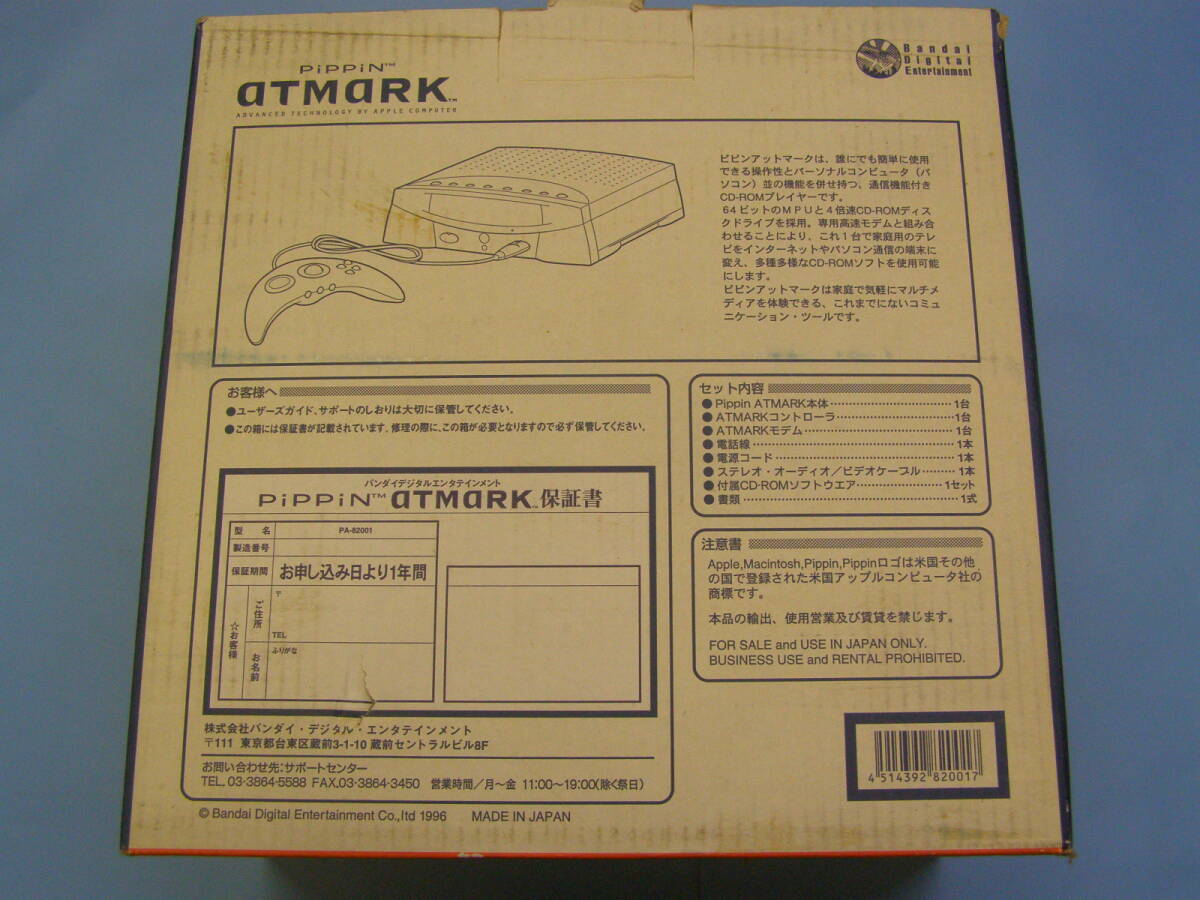 PiPPiN™
aTMaRK™
ADVANCED TECHNOLOGY BY APPLE COMPUTER
Bandai
Digital
Entertainment
ピピンアットマークは、誰にでも簡単に使用
できる操作性とパーソナルコンピュータ（パ
ソコン）並の機能を併せ持つ、通信機能付き
CD-ROMプレイヤーです。
64ビットのMPUと4倍速CD-ROMディス
クドライブを採用。専用高速モデムと組み合
わせることにより、これ1台で家庭用のテレ
ビをインターネットやパソコン通信の端末に
変え、多種多様なCD-ROMソフトを使用可能
にします。
ピピンアットマークは家庭で気軽にマルチメ
ディアを体験できる、これまでにないコミュ
ニケーション・ツールです。
お客様へ
●ユーザーズガイド、サポートのしおりは大切に保管してください。
●この箱には保証書が記載されています。修理の際に、この箱が必要となりますので必ず保管してください。
バンダイデジタルエンタテインメント
PiPPiN™ aTMaRK™保証書
型 名 PA-82001
製造番号
保証期間 お申し込み日より1年間
☆お客様
ご住所
〒
TEL
お名前
ふりがな
株式会社バンダイ・デジタル・エンタテインメント
〒111 東京都台東区蔵前3-1-10 蔵前セントラルビル8F
お問い合わせ先:サポートセンター
TEL.03-3864-5588 FAX.03-3864-3450 営業時間／月〜金 11:00〜19:00(除く祭日)
セット内容
●Pippin ATMARK本体…………………1台
●ATMARKコントローラ…………………1台
●ATMARKモデム…………………1台
●電話線…………………1本
●電源コード…………………1本
●ステレオ・オーディオ／ビデオケーブル………1本
●付属CD-ROMソフトウエア……………1セット
●書類…………………1式
注意書
Apple,Macintosh,Pippin,Pippinロゴは米国その他
の国で登録された米国アップルコンピュータ社の
商標です。
本品の輸出、使用営業及び賃貸を禁じます。
FOR SALE and USE IN JAPAN ONLY.
BUSINESS USE and RENTAL PROHIBITED.
4 514392 820017
© Bandai Digital Entertainment Co.,ltd 1996 MADE IN JAPAN